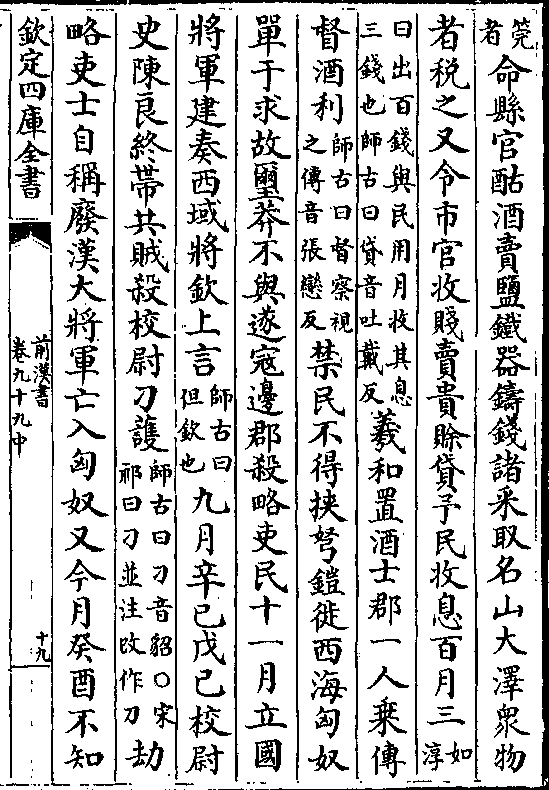 筦者命縣官酤酒賣鹽鐵器鑄錢諸采取名山大澤衆物
者税之又令市官收賤賣貴賒貸予民收息百月三如淳
曰出百錢與民用月收其息三錢也師古曰貸音吐戴反羲和置酒士郡一人乗傳
督酒利師古曰督察視之傳音張戀反禁民不得挟弩鎧徙西海匈奴
單于求故璽莽不與遂寇邊郡殺略吏民十一月立國
將軍建奏西域將欽上言師古曰但欽也九月辛巳戊己校尉
史陳良終帶共賊殺校尉刁護師古曰刁音貂○宋祁曰刁並注改作刀劫
略吏士自稱廢漢大將軍亡入匈奴又今月癸酉不知
欽定四庫全書
前漢書
卷九十九中
十九